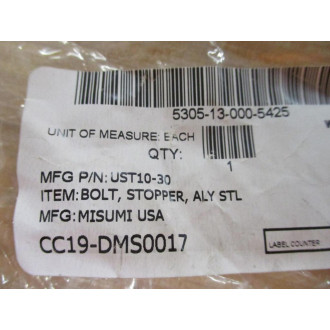 5305-13-000-5425
UNIT OF MEASURE: EACH
QTY:
1
MFG P/N: UST10-30
ITEM: BOLT, STOPPER, ALY STL
MFG: MISUMI USA
CC19-DMS0017
LABEL COUNTER